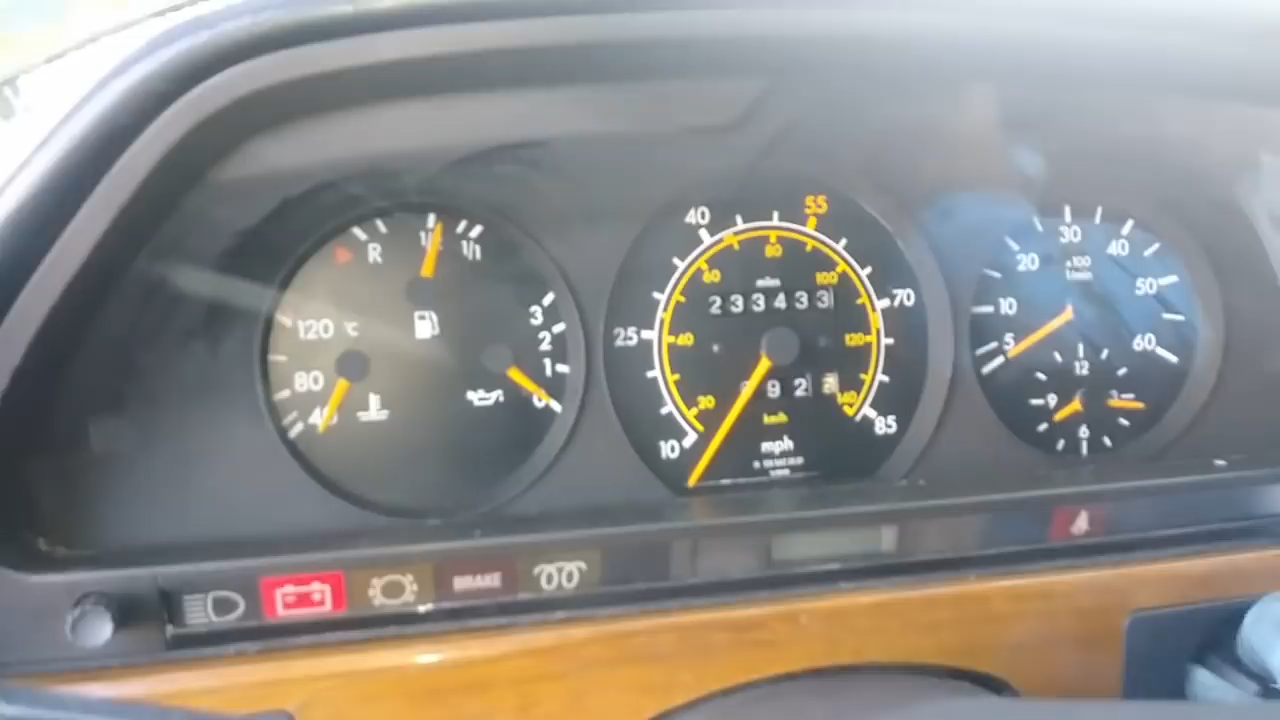 R 1/2 1/1
120 °C
80
40
3
2
1
0
10 25 40 55 70 85
20 40 60 80 100 120 140
miles
233433
92
km/h
mph
5 10 20 30 40 50 60
x100
1/min
12
3
6
9
BRAKE